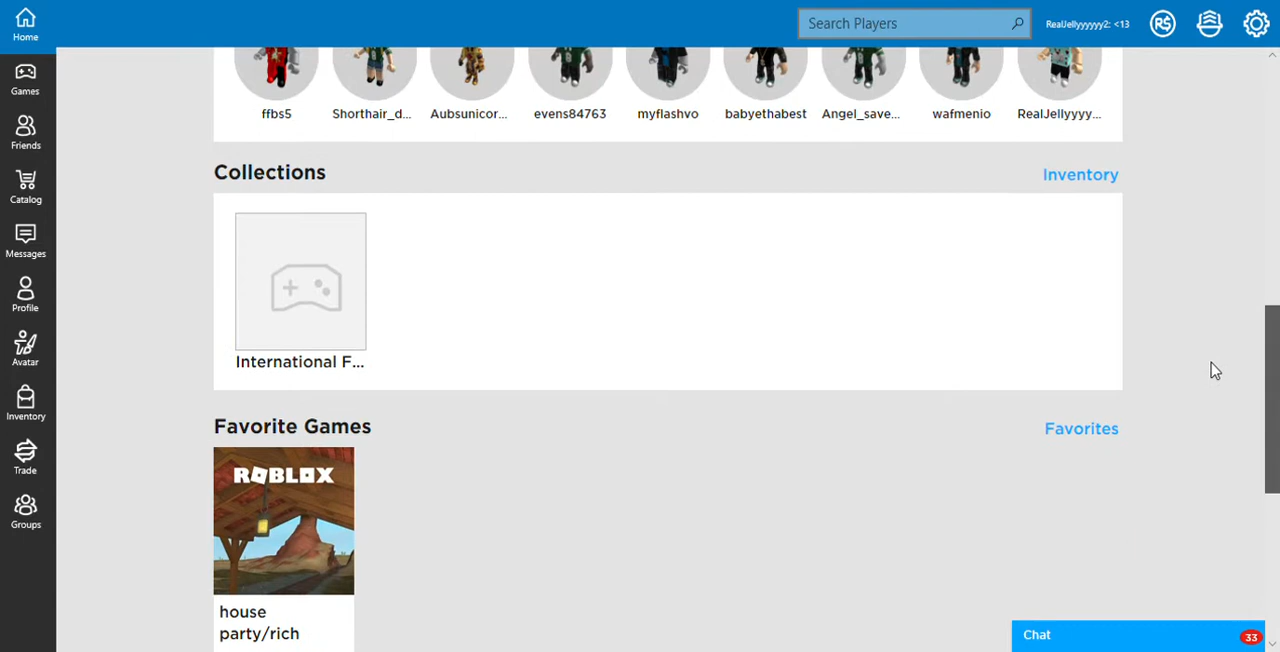 Home
Search Players
RealJellyyyyyy2: <13
Games
Friends
Catalog
Messages
Profile
Avatar
Inventory
Trade
Groups
ffbs5
Shorthair_d...
Aubsunicor...
evens84763
myflashvo
babyethabest
Angel_save...
wafmenio
RealJellyyyy...
Collections
Inventory
International F...
Favorite Games
Favorites
ROBLOX
house
party/rich
Chat
33